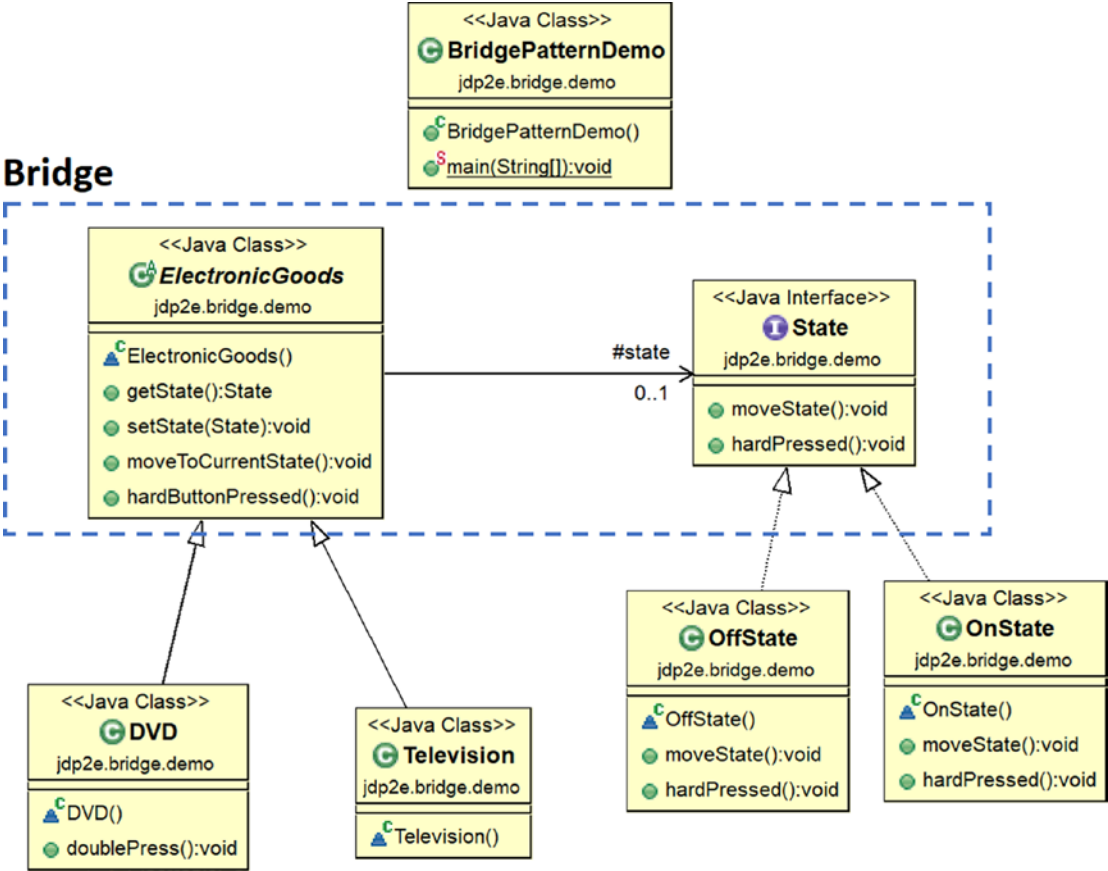 <<Java Class>>
BridgePatternDemo
jdp2e.bridge.demo
BridgePatternDemo()
main(String[]):void
Bridge
<<Java Class>>
ElectronicGoods
jdp2e.bridge.demo
ElectronicGoods()
getState():State
setState(State):void
moveToCurrentState():void
hardButtonPressed():void
#state
0..1
<<Java Interface>>
State
jdp2e.bridge.demo
moveState():void
hardPressed():void
<<Java Class>>
DVD
jdp2e.bridge.demo
DVD()
doublePress():void
<<Java Class>>
Television
jdp2e.bridge.demo
Television()
<<Java Class>>
OffState
jdp2e.bridge.demo
OffState()
moveState():void
hardPressed():void
<<Java Class>>
OnState
jdp2e.bridge.demo
OnState()
moveState():void
hardPressed():void